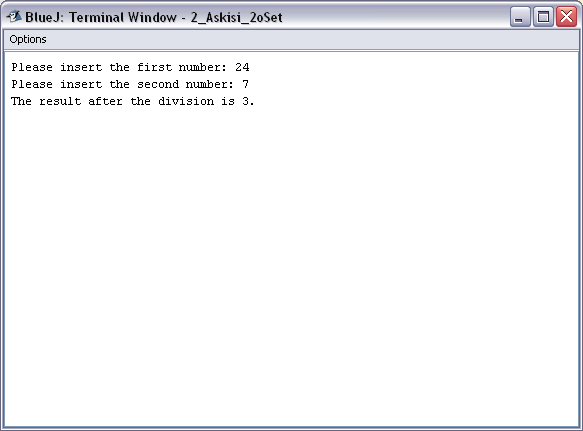 BlueJ: Terminal Window - 2_Askisi_2oSet
Options
Please insert the first number: 24
Please insert the second number: 7
The result after the division is 3.